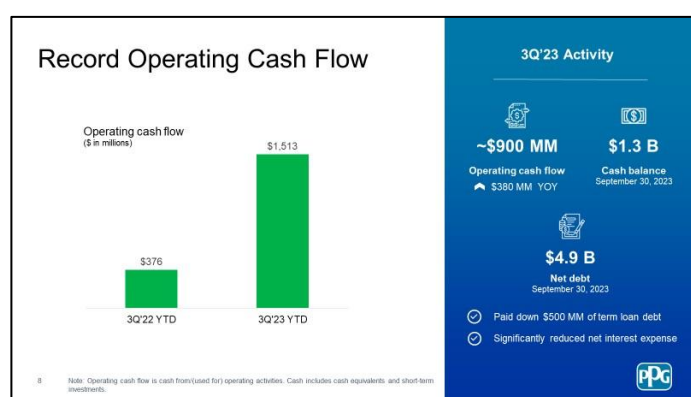 Record Operating Cash Flow
Operating cash flow
($ in millions)
$1,513
$376
3Q'22 YTD
3Q'23 YTD
8
Note: Operating cash flow is cash from/(used for) operating activities. Cash includes cash equivalents and short-term
investments.
3Q'23 Activity
~$900 MM
Operating cash flow
$380 MM YOY
$1.3 B
Cash balance
September 30, 2023
$4.9 B
Net debt
September 30, 2023
Paid down $500 MM of term loan debt
Significantly reduced net interest expense
PPG